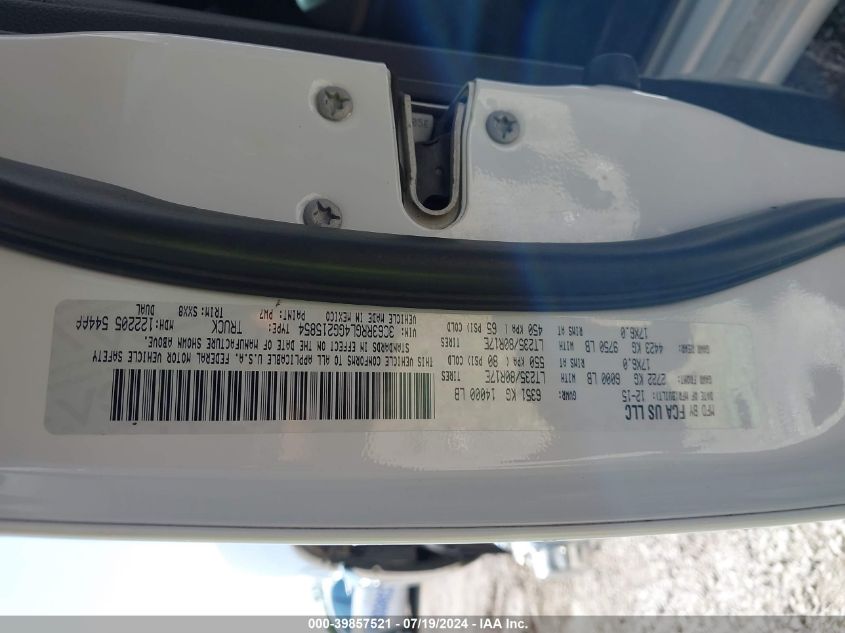 MFD BY FCA US LLC
DATE OF MFR(BUILT): 12-15 GVWR: 6351 KG 14000 LB
GAWR FRONT: 2722 KG 6000 LB WITH TIRES LT235/80R17E
17X6.0 RIMS AT 550 KPA( 80 PSI) COLD
GAWR REAR: 4423 KG 9750 LB WITH TIRES LT235/80R17E
17X6.0 RIMS AT 450 KPA( 65 PSI) COLD
THIS VEHICLE CONFORMS TO ALL APPLICABLE U.S.A. FEDERAL MOTOR VEHICLE SAFETY
STANDARDS IN EFFECT ON THE DATE OF MANUFACTURE SHOWN ABOVE.
VIN: 3C63RRGL4GG215854 TYPE: TRUCK MDH: 122205 544AA
DUAL
VEHICLE MADE IN MEXICO PAINT: PW7 TRIM: SXX8
000-39857521 - 07/19/2024 - IAA Inc.